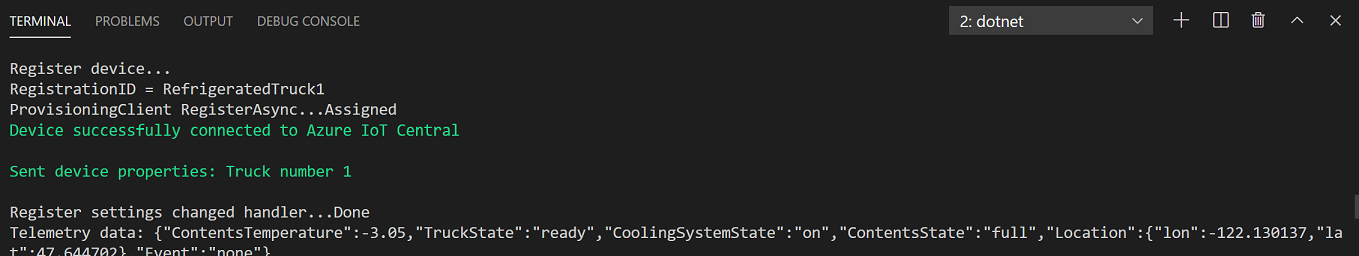 TERMINAL PROBLEMS OUTPUT DEBUG CONSOLE 2: dotnet
Register device...
RegistrationID = RefrigeratedTruck1
ProvisioningClient RegisterAsync...Assigned
Device successfully connected to Azure IoT Central
Sent device properties: Truck number 1
Register settings changed handler...Done
Telemetry data: {"ContentsTemperature":-3.05,"TruckState":"ready","CoolingSystemState":"on","ContentsState":"full","Location":{"lon":-122.130137,"la
t":47.644702},"Event":"none"}